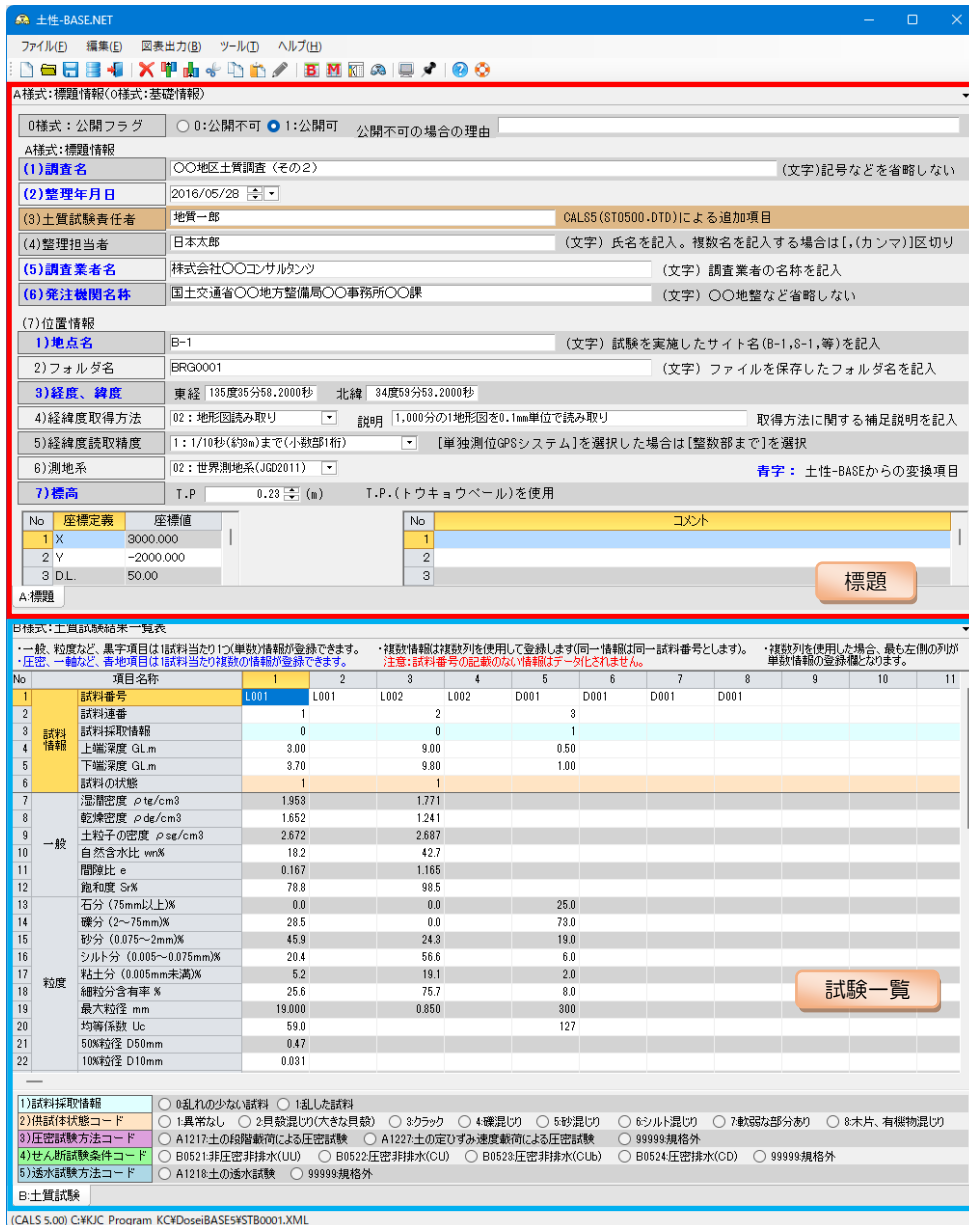 土性-BASE.NET
ファイル(F) 編集(E) 図表出力(B) ツール(T) ヘルプ(H)
A様式:標題情報(0様式:基礎情報)
0様式：公開フラグ 0:公開不可 1:公開可 公開不可の場合の理由
A様式:標題情報
(1)調査名 〇〇地区土質調査（その２） (文字)記号などを省略しない
(2)整理年月日 2016/05/28
(3)土質試験責任者 地質一郎 CALS5(ST0500.DTD)による追加項目
(4)整理担当者 日本太郎 (文字) 氏名を記入。複数名を記入する場合は[,(カンマ)]区切り
(5)調査業者名 株式会社〇〇コンサルタンツ (文字) 調査業者の名称を記入
(6)発注機関名称 国土交通省〇〇地方整備局〇〇事務所〇〇課 (文字) 〇〇地整など省略しない
(7)位置情報
1)地点名 B-1 (文字) 試験を実施したサイト名(B-1,S-1,等)を記入
2)フォルダ名 BRG0001 (文字) ファイルを保存したフォルダ名を記入
3)経度、緯度 東経 135度35分58.2000秒 北緯 34度59分53.2000秒
4)経緯度取得方法 02：地形図読み取り 説明 1,000分の1地形図を0.1mm単位で読み取り 取得方法に関する補足説明を記入
5)経緯度読取精度 1：1/10秒(約3m)まで(小数部1桁) [単独測位GPSシステム]を選択した場合は[整数部まで]を選択
6)測地系 02：世界測地系(JGD2011) 青字： 土性-BASEからの変換項目
7)標高 T.P 0.23 (m) T.P.(トウキョウペール)を使用
No 座標定義 座標値 No コメント
1 X 3000.000 1
2 Y -2000.000 2
3 D.L. 50.00 3
標題
A:標題
B様式:土質試験結果一覧表
・一般、粒度など、黒字項目は1試料当たり1つ(単数)情報が登録できます。 ・複数情報は複数列を使用して登録します(同一情報は同一試料番号とします)。 ・複数列を使用した場合、最も左側の列が
・圧密、一軸など、青地項目は1試料当たり複数の情報が登録できます。 注意:試料番号の記載のない情報はデータ化されません。 単数情報の登録欄となります。
No 項目名称 1 2 3 4 5 6 7 8 9 10 11
1 試料番号 L001 L001 L002 L002 D001 D001 D001 D001
2 試料連番 1 2 3
3 試料採取情報 0 0 1
試料情報
4 上端深度 GL.m 3.00 9.00 0.50
5 下端深度 GL.m 3.70 9.80 1.00
6 試料の状態 1 1
7 湿潤密度 ρtg/cm3 1.953 1.771
8 乾燥密度 ρdg/cm3 1.652 1.241
9 土粒子の密度 ρsg/cm3 2.672 2.687
一般
10 自然含水比 wn% 18.2 42.7
11 間隙比 e 0.167 1.165
12 飽和度 Sr% 78.8 98.5
13 石分 (75mm以上)% 0.0 0.0 25.0
14 礫分 (2～75mm)% 28.5 0.0 73.0
15 砂分 (0.075～2mm)% 45.9 24.3 19.0
16 シルト分 (0.005～0.075mm)% 20.4 56.6 6.0
17 粘土分 (0.005mm未満)% 5.2 19.1 2.0
粒度
18 細粒分含有率 % 25.6 75.7 8.0
試験一覧
19 最大粒径 mm 19.000 0.850 300
20 均等係数 Uc 59.0 127
21 50%粒径 D50mm 0.47
22 10%粒径 D10mm 0.031
1)試料採取情報 0:乱れの少ない試料 1:乱した試料
2)供試体状態コード 1:異常なし 2:貝殻混じり(大きな貝殻) 3:クラック 4:礫混じり 5:砂混じり 6:シルト混じり 7:軟弱な部分あり 8:木片、有機物混じり
3)圧密試験方法コード A1217:土の段階載荷による圧密試験 A1227:土の定ひずみ速度載荷による圧密試験 99999:規格外
4)せん断試験条件コード B0521:非圧密非排水(UU) B0522:圧密非排水(CU) B0523:圧密非排水(CUb) B0524:圧密排水(CD) 99999:規格外
5)透水試験方法コード A1218:土の透水試験 99999:規格外
B:土質試験
(CALS 5.00) C:¥KJC_Program_KC¥DoseiBASE5¥STB0001.XML